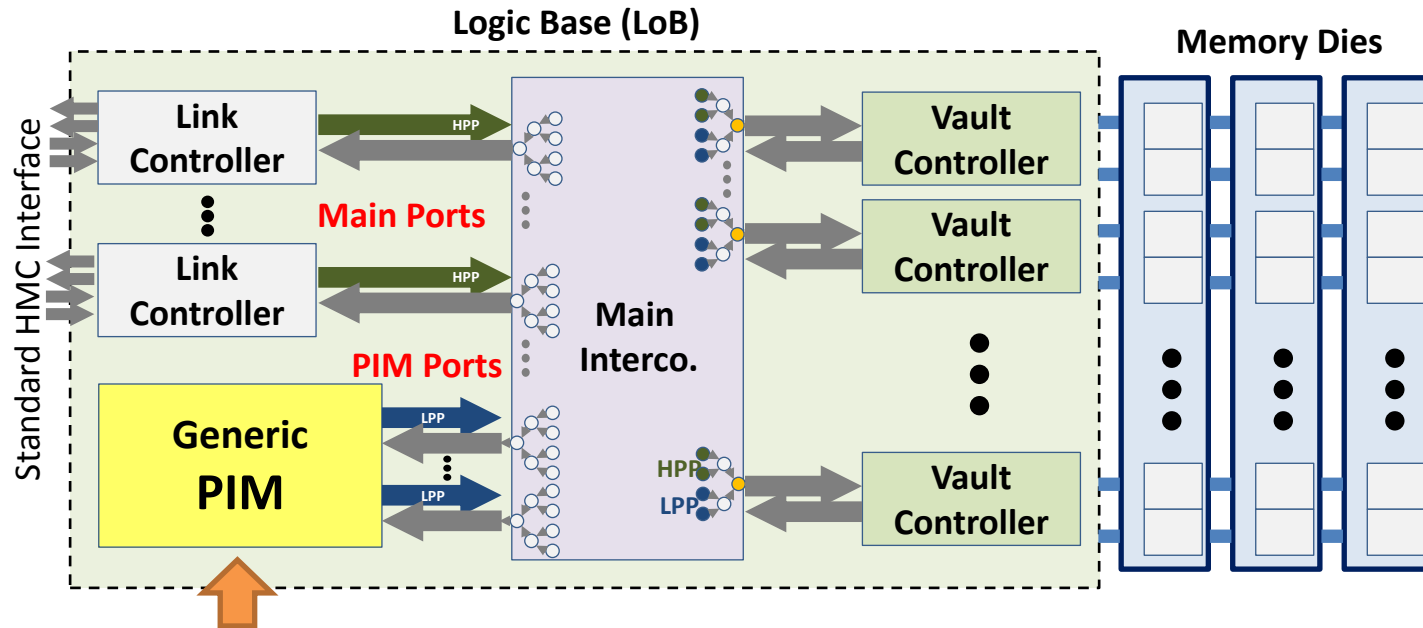 Logic Base (LoB)
Memory Dies
Standard HMC Interface
Link
Controller
HPP
Vault
Controller
Main Ports
Link
Controller
HPP
Vault
Controller
Main
Interco.
PIM Ports
Generic
PIM
LPP
LPP
HPP
LPP
Vault
Controller